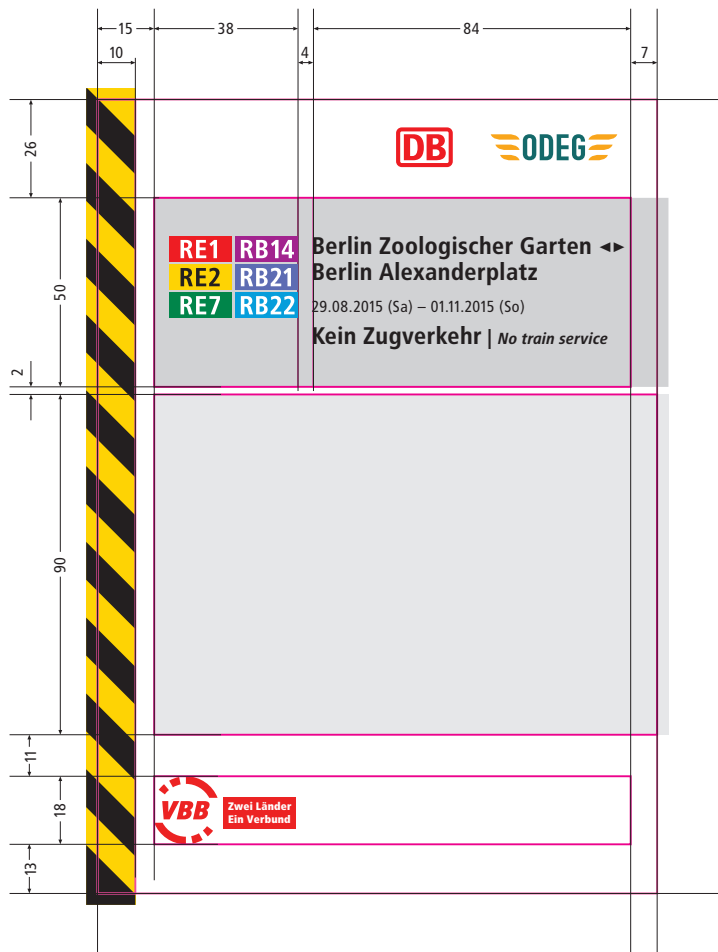 15
38
4
84
7
10
26
DB
ODEG
50
RE1 RB14
RE2 RB21
RE7 RB22
Berlin Zoologischer Garten ◄►
Berlin Alexanderplatz
29.08.2015 (Sa) – 01.11.2015 (So)
Kein Zugverkehr | No train service
2
90
11
18
VBB
Zwei Länder
Ein Verbund
13